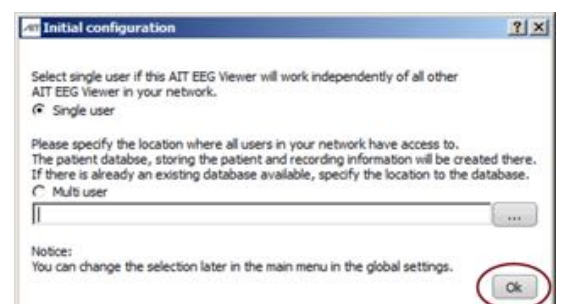 AIT Initial configuration ? X
Select single user if this AIT EEG Viewer will work independently of all other
AIT EEG Viewer in your network.
Single user
Please specify the location where all users in your network have access to.
The patient databse, storing the patient and recording information will be created there.
If there is already an existing database available, specify the location to the database.
Multi user
...
Notice:
You can change the selection later in the main menu in the global settings.
Ok